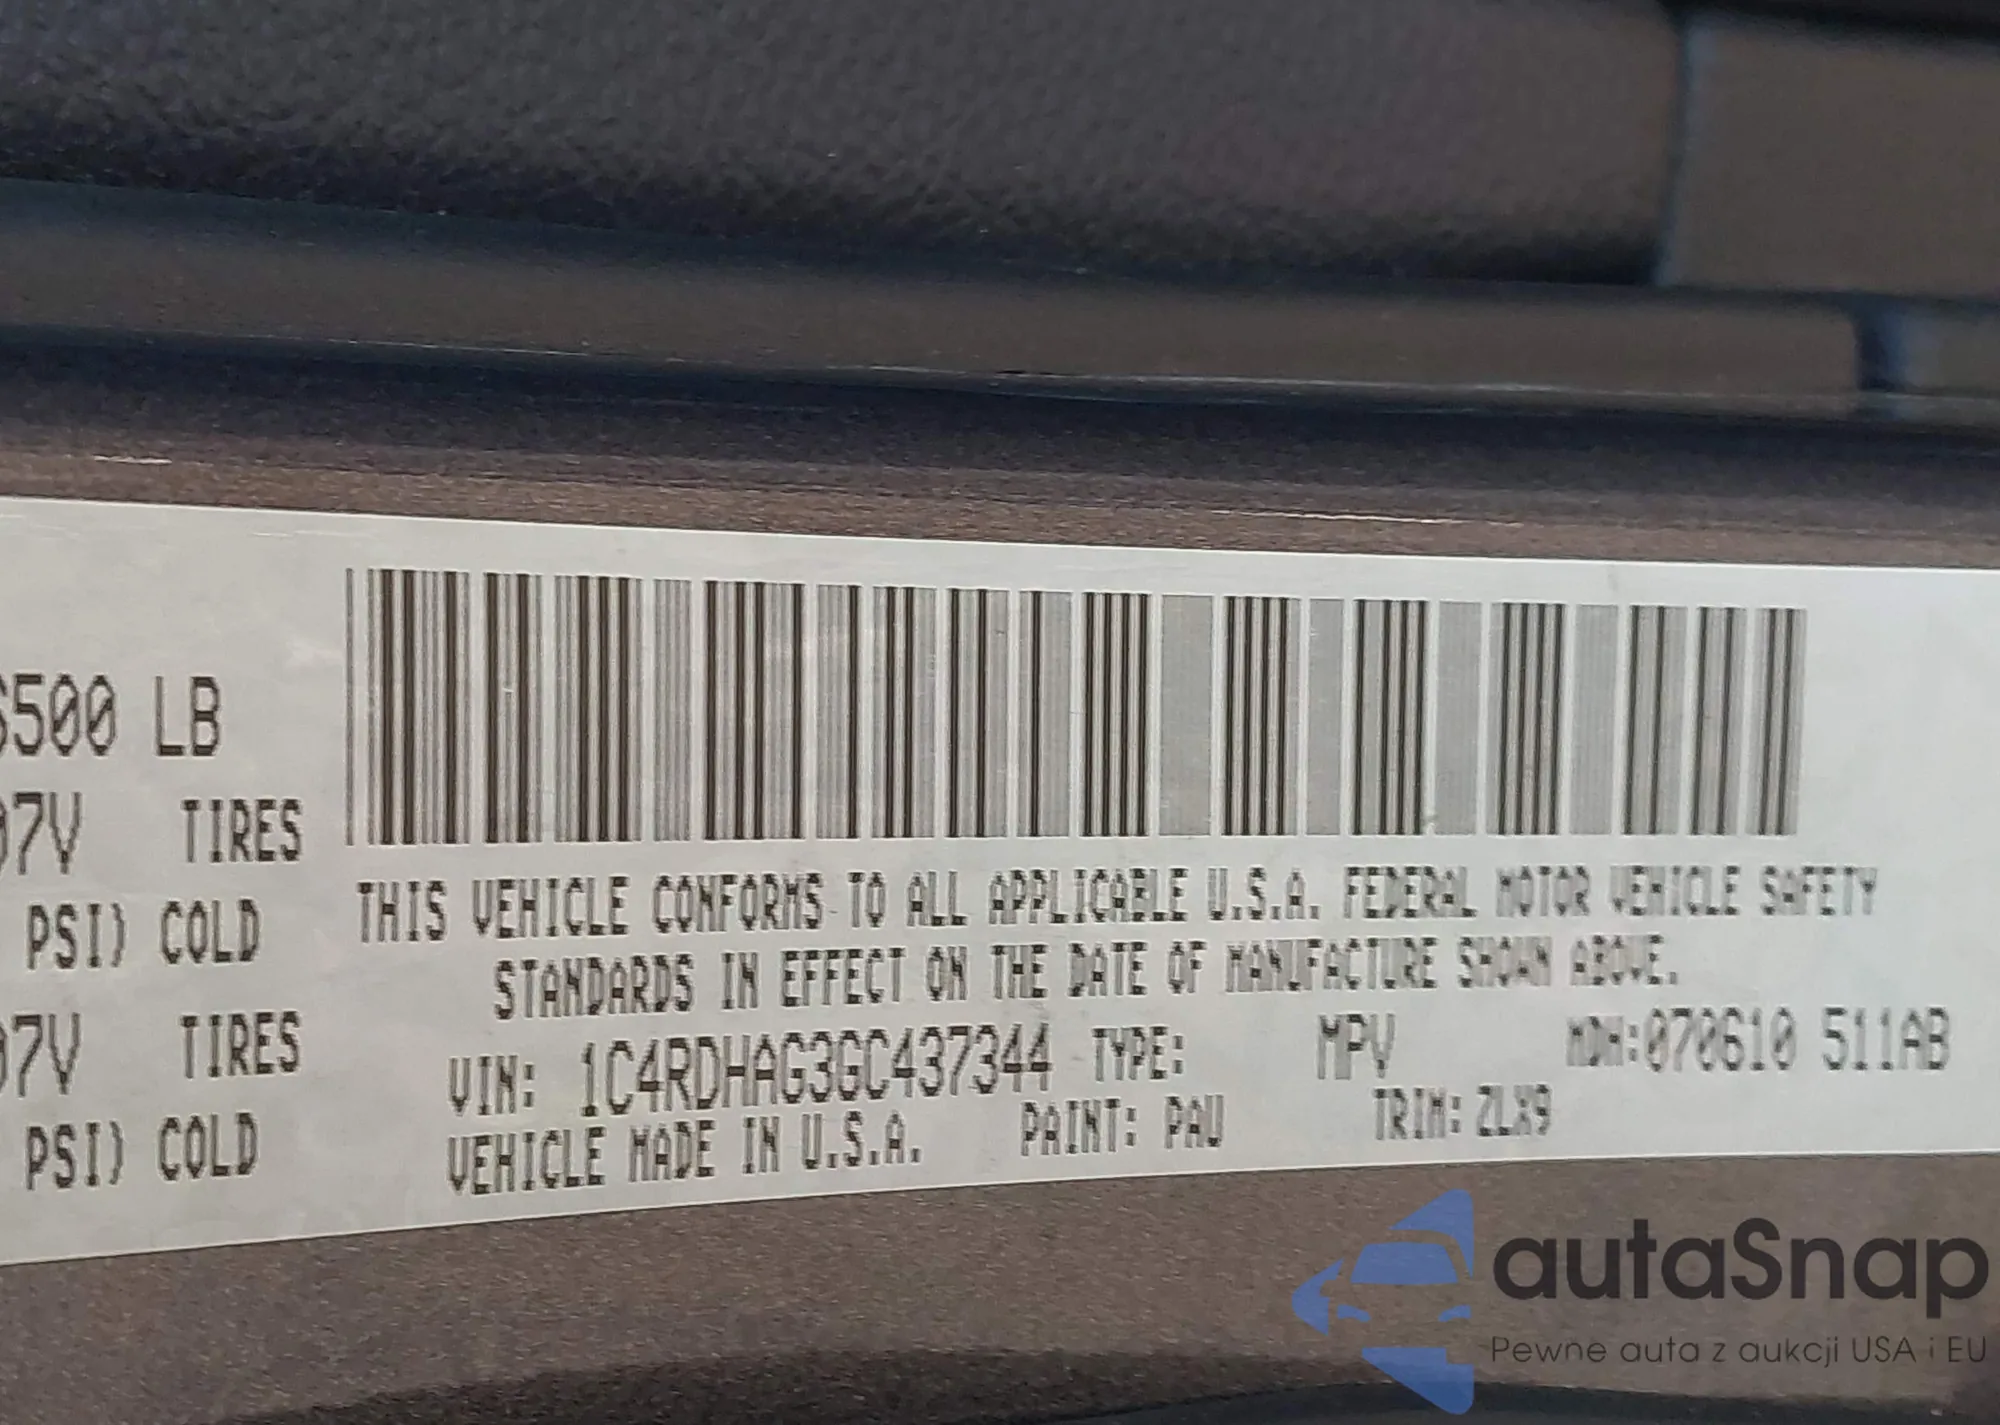 6500 LB
07V TIRES
PSI) COLD
THIS VEHICLE CONFORMS TO ALL APPLICABLE U.S.A. FEDERAL MOTOR VEHICLE SAFETY
STANDARDS IN EFFECT ON THE DATE OF MANUFACTURE SHOWN ABOVE.
07V TIRES
VIN: 1C4RDHAG3GC437344 TYPE: MPV MDH:070610 511AB
PSI) COLD
VEHICLE MADE IN U.S.A. PAINT: PAU TRIM: ZLX9
autaSnap
Pewne auta z aukcji USA i EU